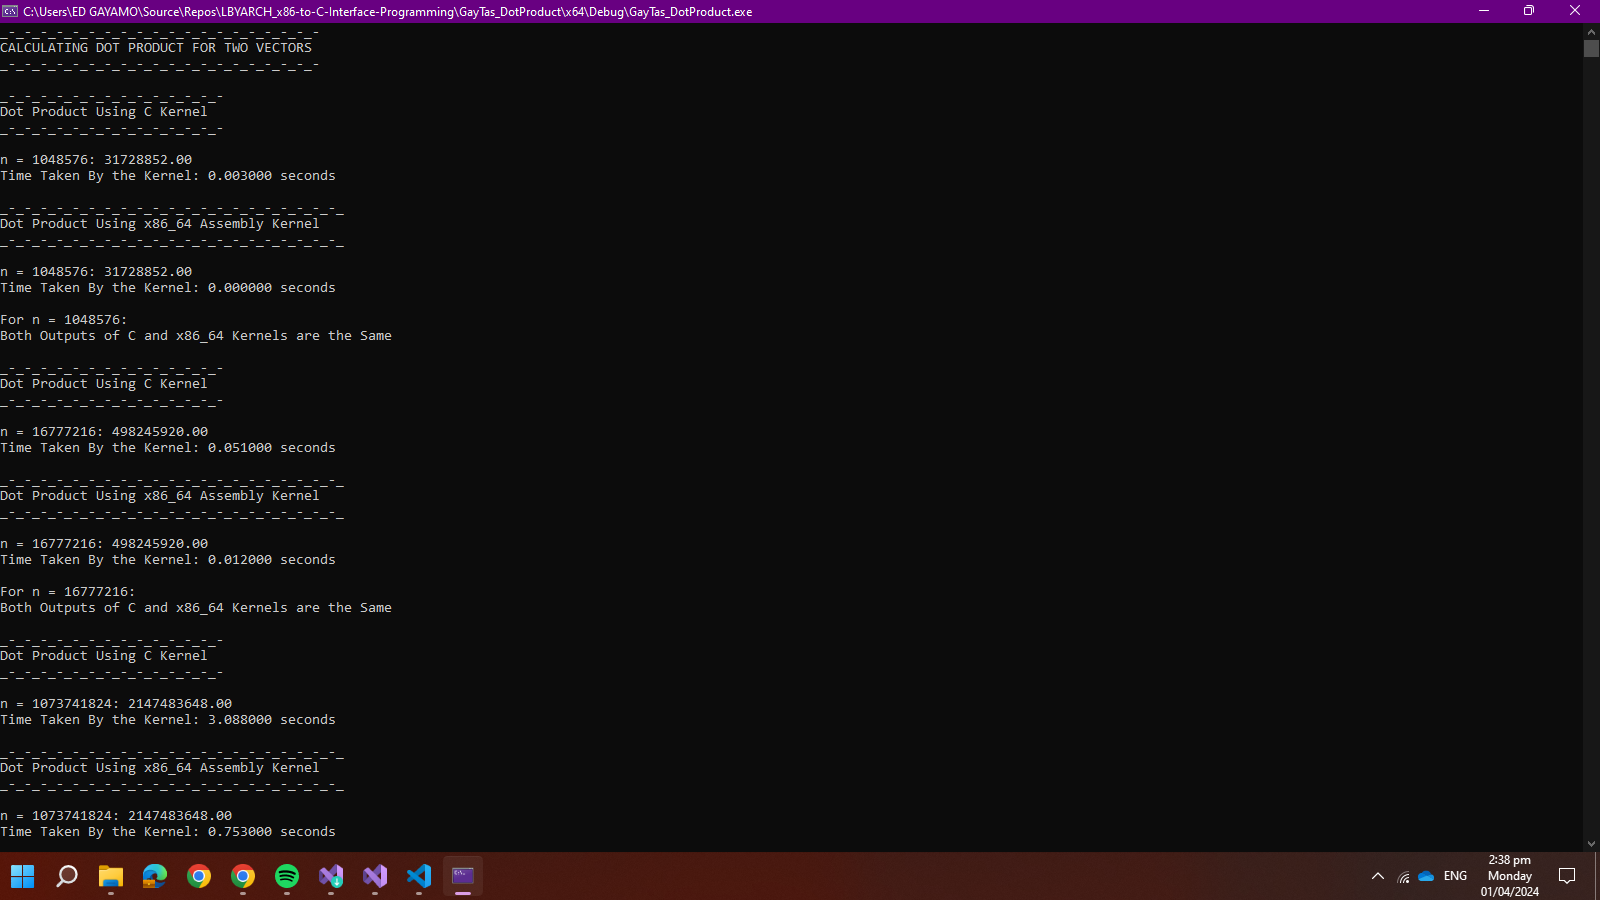 C:\Users\ED GAYAMO\Source\Repos\LBYARCH_x86-to-C-Interface-Programming\GayTas_DotProduct\x64\Debug\GayTas_DotProduct.exe
_-_-_-_-_-_-_-_-_-_-_-_-_-_-_-_-_-_-_-_-
CALCULATING DOT PRODUCT FOR TWO VECTORS
_-_-_-_-_-_-_-_-_-_-_-_-_-_-_-_-_-_-_-_-
_-_-_-_-_-_-_-_-_-_-_-_-_-_-
Dot Product Using C Kernel
_-_-_-_-_-_-_-_-_-_-_-_-_-_-
n = 1048576: 31728852.00
Time Taken By the Kernel: 0.003000 seconds
_-_-_-_-_-_-_-_-_-_-_-_-_-_-_-_-_-_-_-_-_-_
Dot Product Using x86_64 Assembly Kernel
_-_-_-_-_-_-_-_-_-_-_-_-_-_-_-_-_-_-_-_-_-_
n = 1048576: 31728852.00
Time Taken By the Kernel: 0.000000 seconds
For n = 1048576:
Both Outputs of C and x86_64 Kernels are the Same
_-_-_-_-_-_-_-_-_-_-_-_-_-_-
Dot Product Using C Kernel
_-_-_-_-_-_-_-_-_-_-_-_-_-_-
n = 16777216: 498245920.00
Time Taken By the Kernel: 0.051000 seconds
_-_-_-_-_-_-_-_-_-_-_-_-_-_-_-_-_-_-_-_-_-_
Dot Product Using x86_64 Assembly Kernel
_-_-_-_-_-_-_-_-_-_-_-_-_-_-_-_-_-_-_-_-_-_
n = 16777216: 498245920.00
Time Taken By the Kernel: 0.012000 seconds
For n = 16777216:
Both Outputs of C and x86_64 Kernels are the Same
_-_-_-_-_-_-_-_-_-_-_-_-_-_-
Dot Product Using C Kernel
_-_-_-_-_-_-_-_-_-_-_-_-_-_-
n = 1073741824: 2147483648.00
Time Taken By the Kernel: 3.088000 seconds
_-_-_-_-_-_-_-_-_-_-_-_-_-_-_-_-_-_-_-_-_-_
Dot Product Using x86_64 Assembly Kernel
_-_-_-_-_-_-_-_-_-_-_-_-_-_-_-_-_-_-_-_-_-_
n = 1073741824: 2147483648.00
Time Taken By the Kernel: 0.753000 seconds
ENG
2:38 pm
Monday
01/04/2024